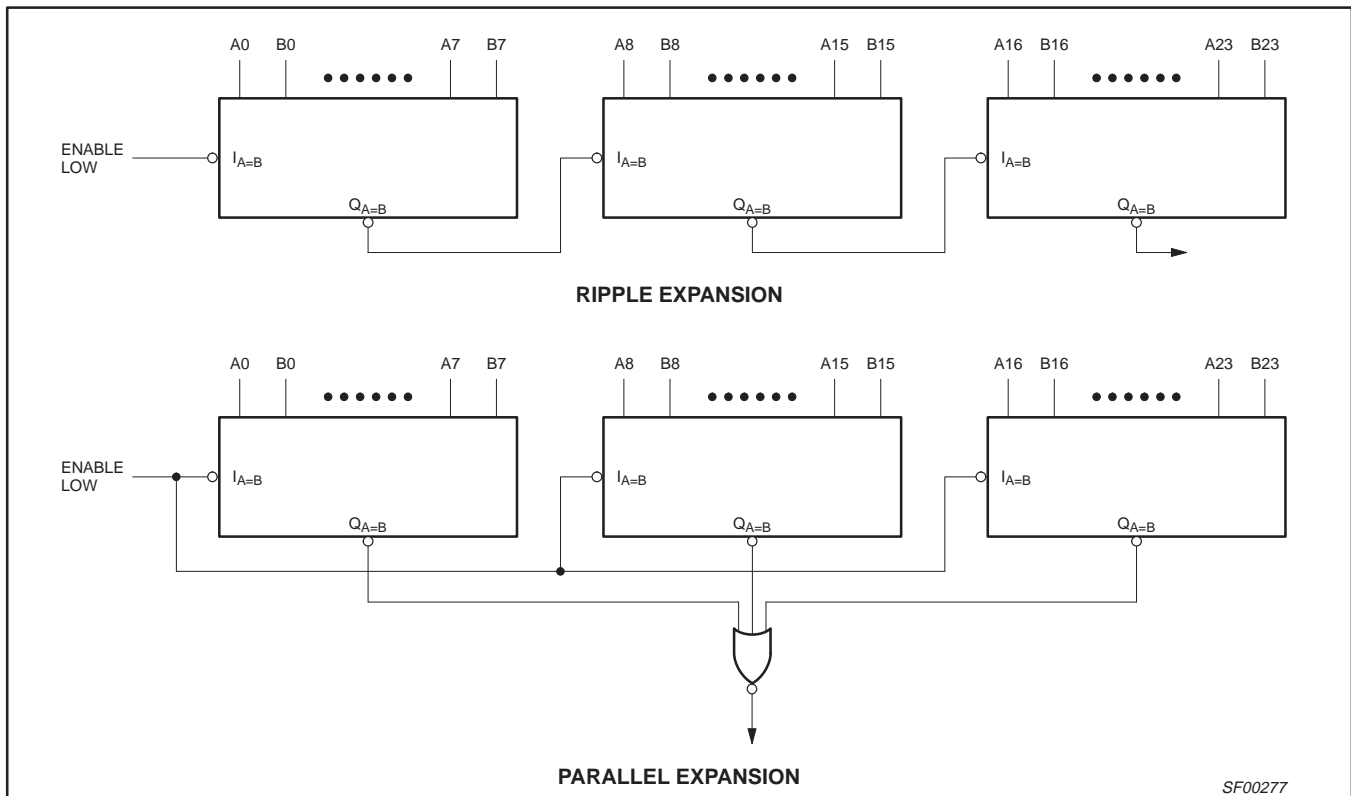 A0 B0 A7 B7 A8 B8 A15 B15 A16 B16 A23 B23
ENABLE
LOW
I_A=B I_A=B I_A=B
Q_A=B Q_A=B Q_A=B
RIPPLE EXPANSION
A0 B0 A7 B7 A8 B8 A15 B15 A16 B16 A23 B23
ENABLE
LOW
I_A=B I_A=B I_A=B
Q_A=B Q_A=B Q_A=B
PARALLEL EXPANSION
SF00277